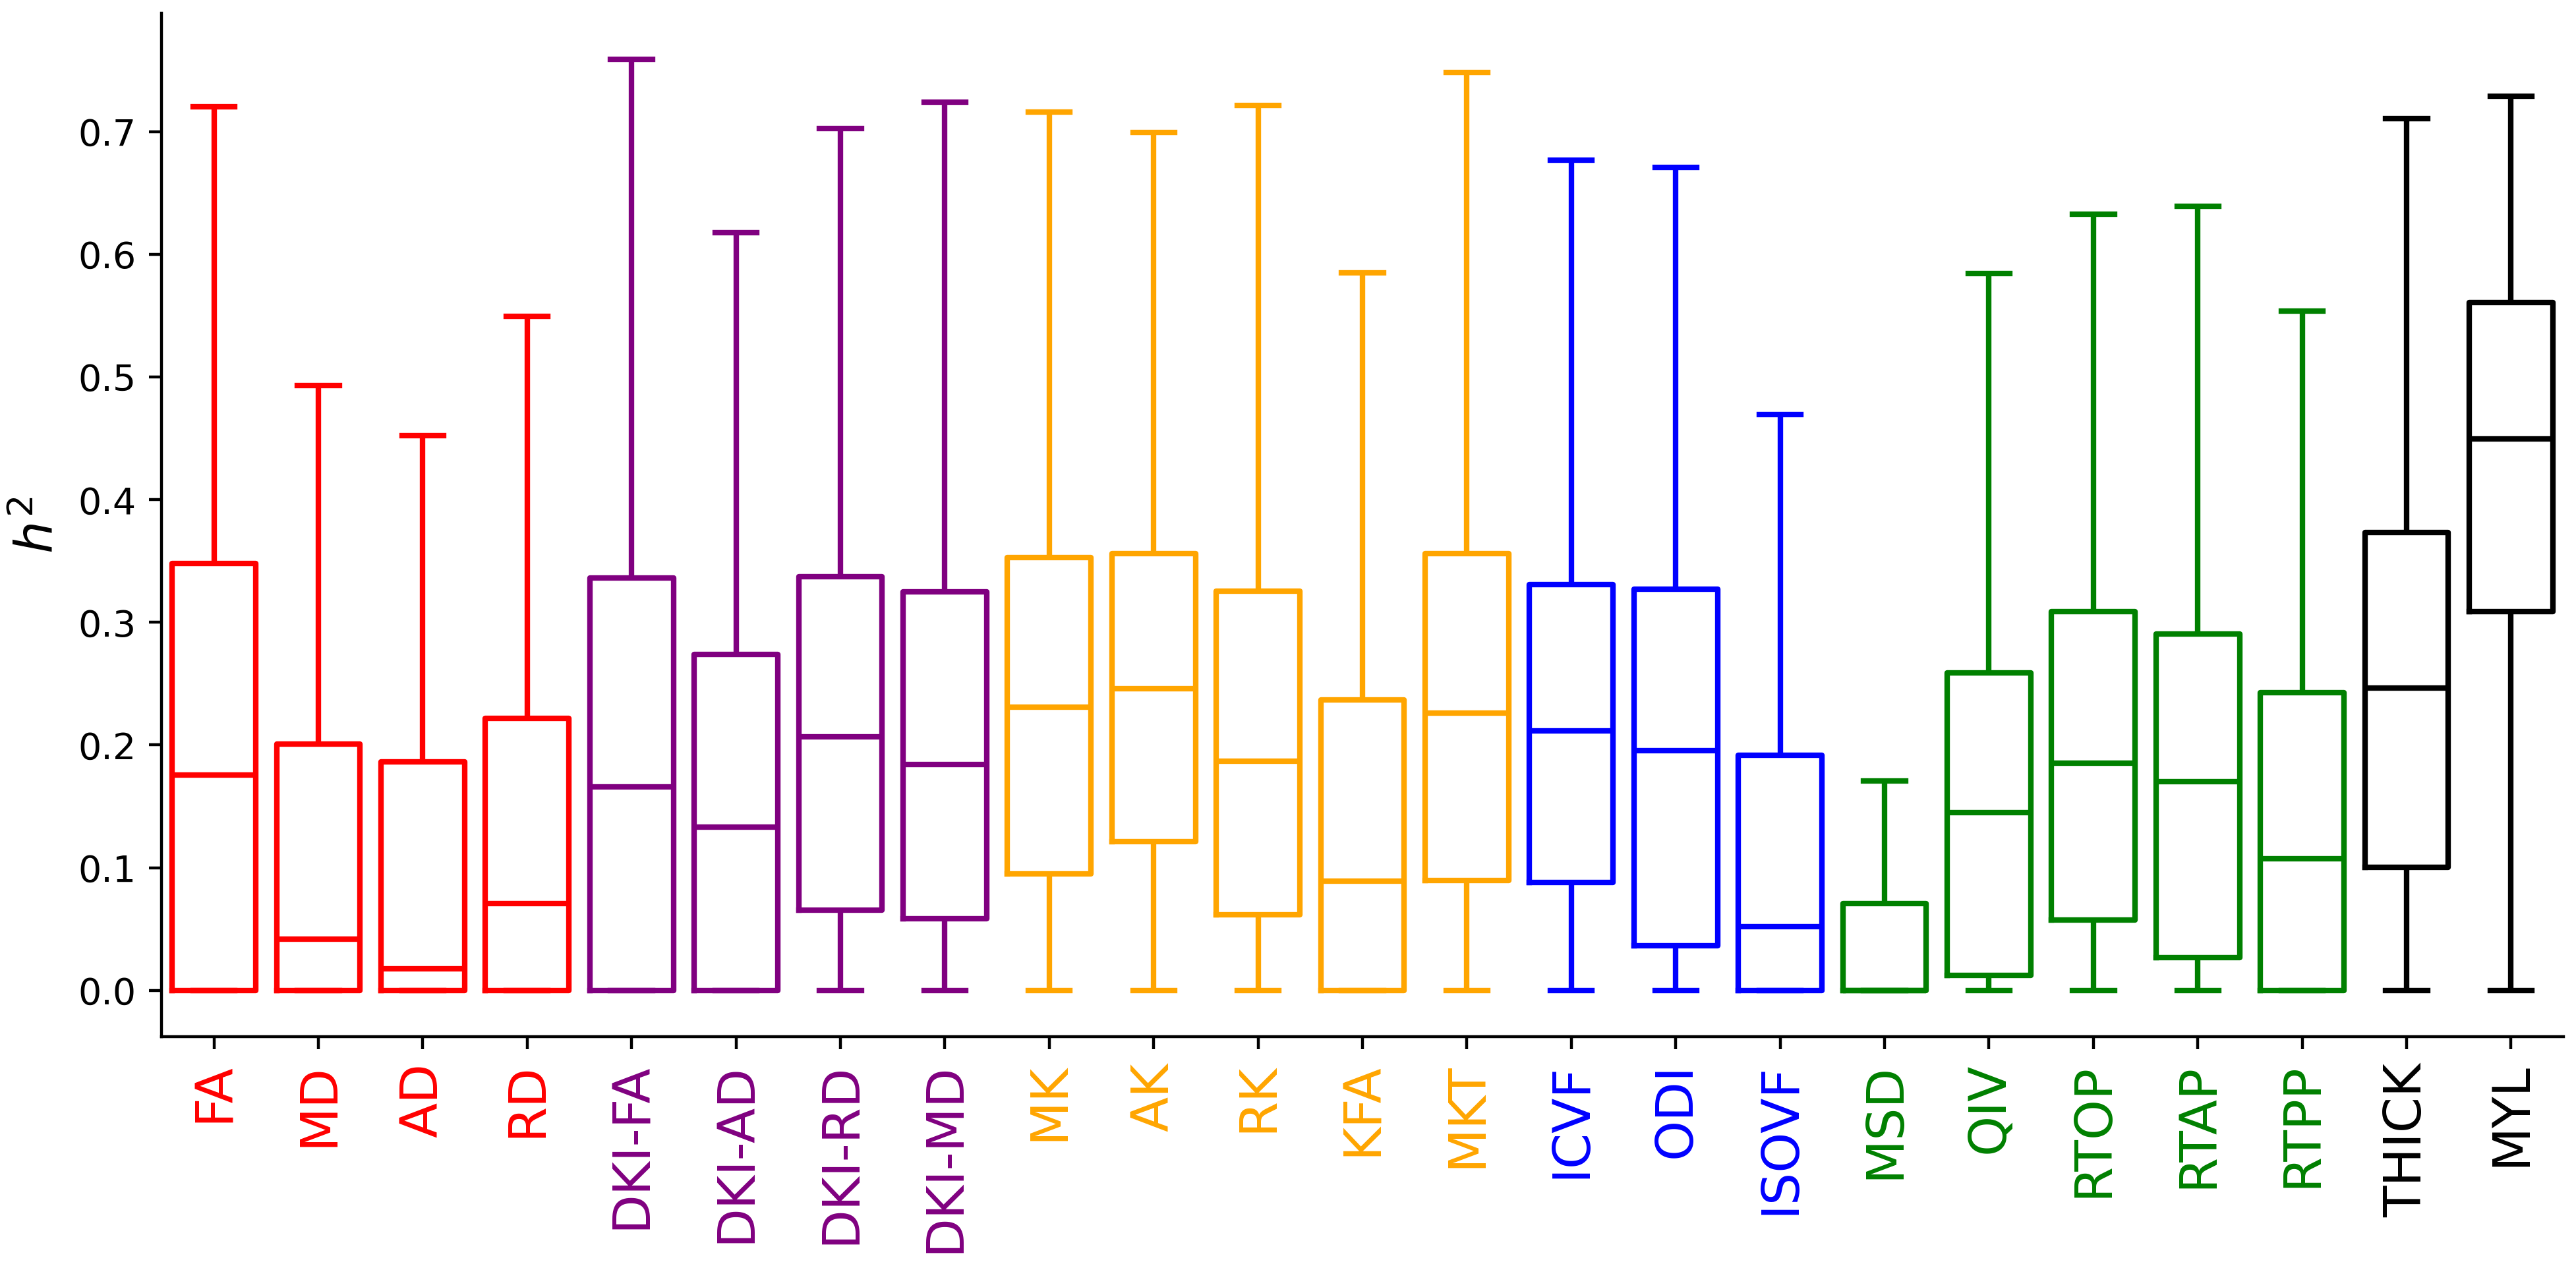 0.7
0.6
0.5
0.4
0.3
0.2
0.1
0.0
h²
FA
MD
AD
RD
DKI-FA
DKI-AD
DKI-RD
DKI-MD
MK
AK
RK
KFA
MKT
ICVF
ODI
ISOVF
MSD
QIV
RTOP
RTAP
RTPP
THICK
MYL